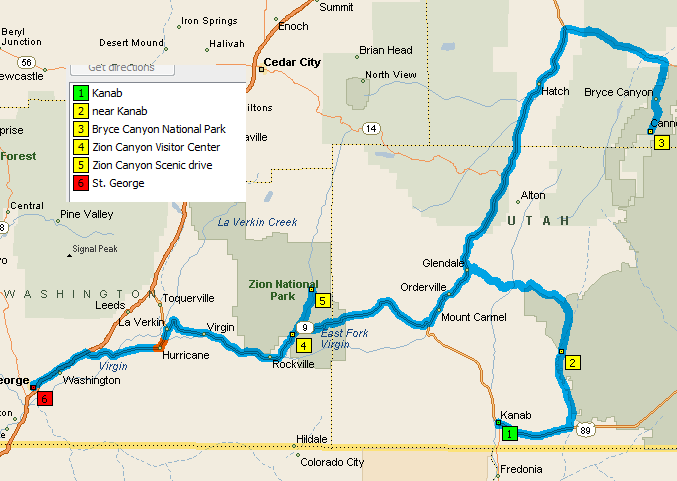 Summit
Iron Springs
Enoch
Beryl
Junction
Desert Mound
Halivah
Brian Head
56
Cedar City
Get directions
North View
Hatch
Bryce Canyon
ewcastle
1 Kanab
2 near Kanab
3 Bryce Canyon National Park
4 Zion Canyon Visitor Center
5 Zion Canyon Scenic drive
6 St. George
iltons
aville
14
Cann
3
prise
Forest
Central
Pine Valley
Alton
La Verkin Creek
UTAH
8
Signal Peak
Glendale
Zion National
Park
5
Orderville
WASHINGTON
Toquerville
Leeds
La Verkin
Virgin
9
East Fork
Virgin
Mount Carmel
4
Hurricane
Rockville
2
Virgin
eorge
Washington
6
Kanab
1
89
ton
Hildale
Colorado City
Fredonia